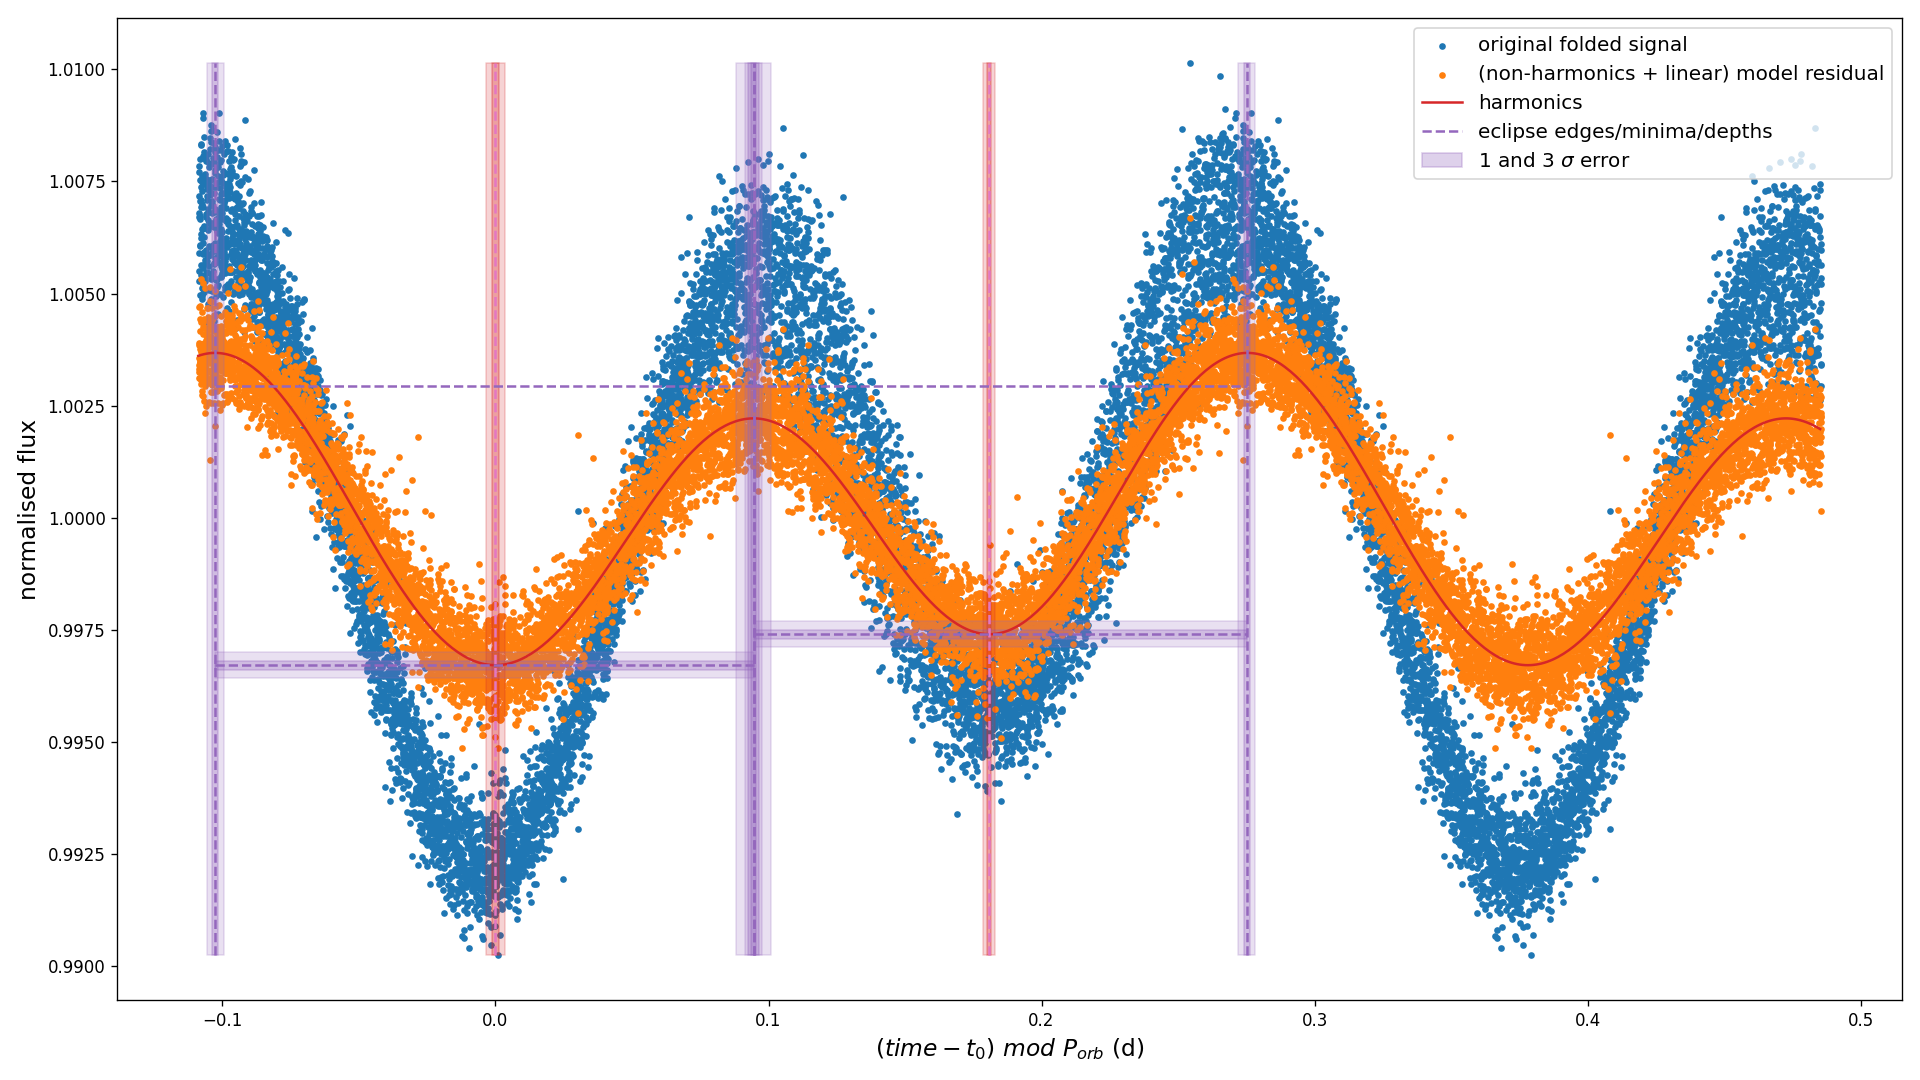 original folded signal
(non-harmonics + linear) model residual
harmonics
eclipse edges/minima/depths
1 and 3 σ error
normalised flux
1.0100
1.0075
1.0050
1.0025
1.0000
0.9975
0.9950
0.9925
0.9900
−0.1 0.0 0.1 0.2 0.3 0.4 0.5
(time − t₀) mod Pₒᵣb (d)